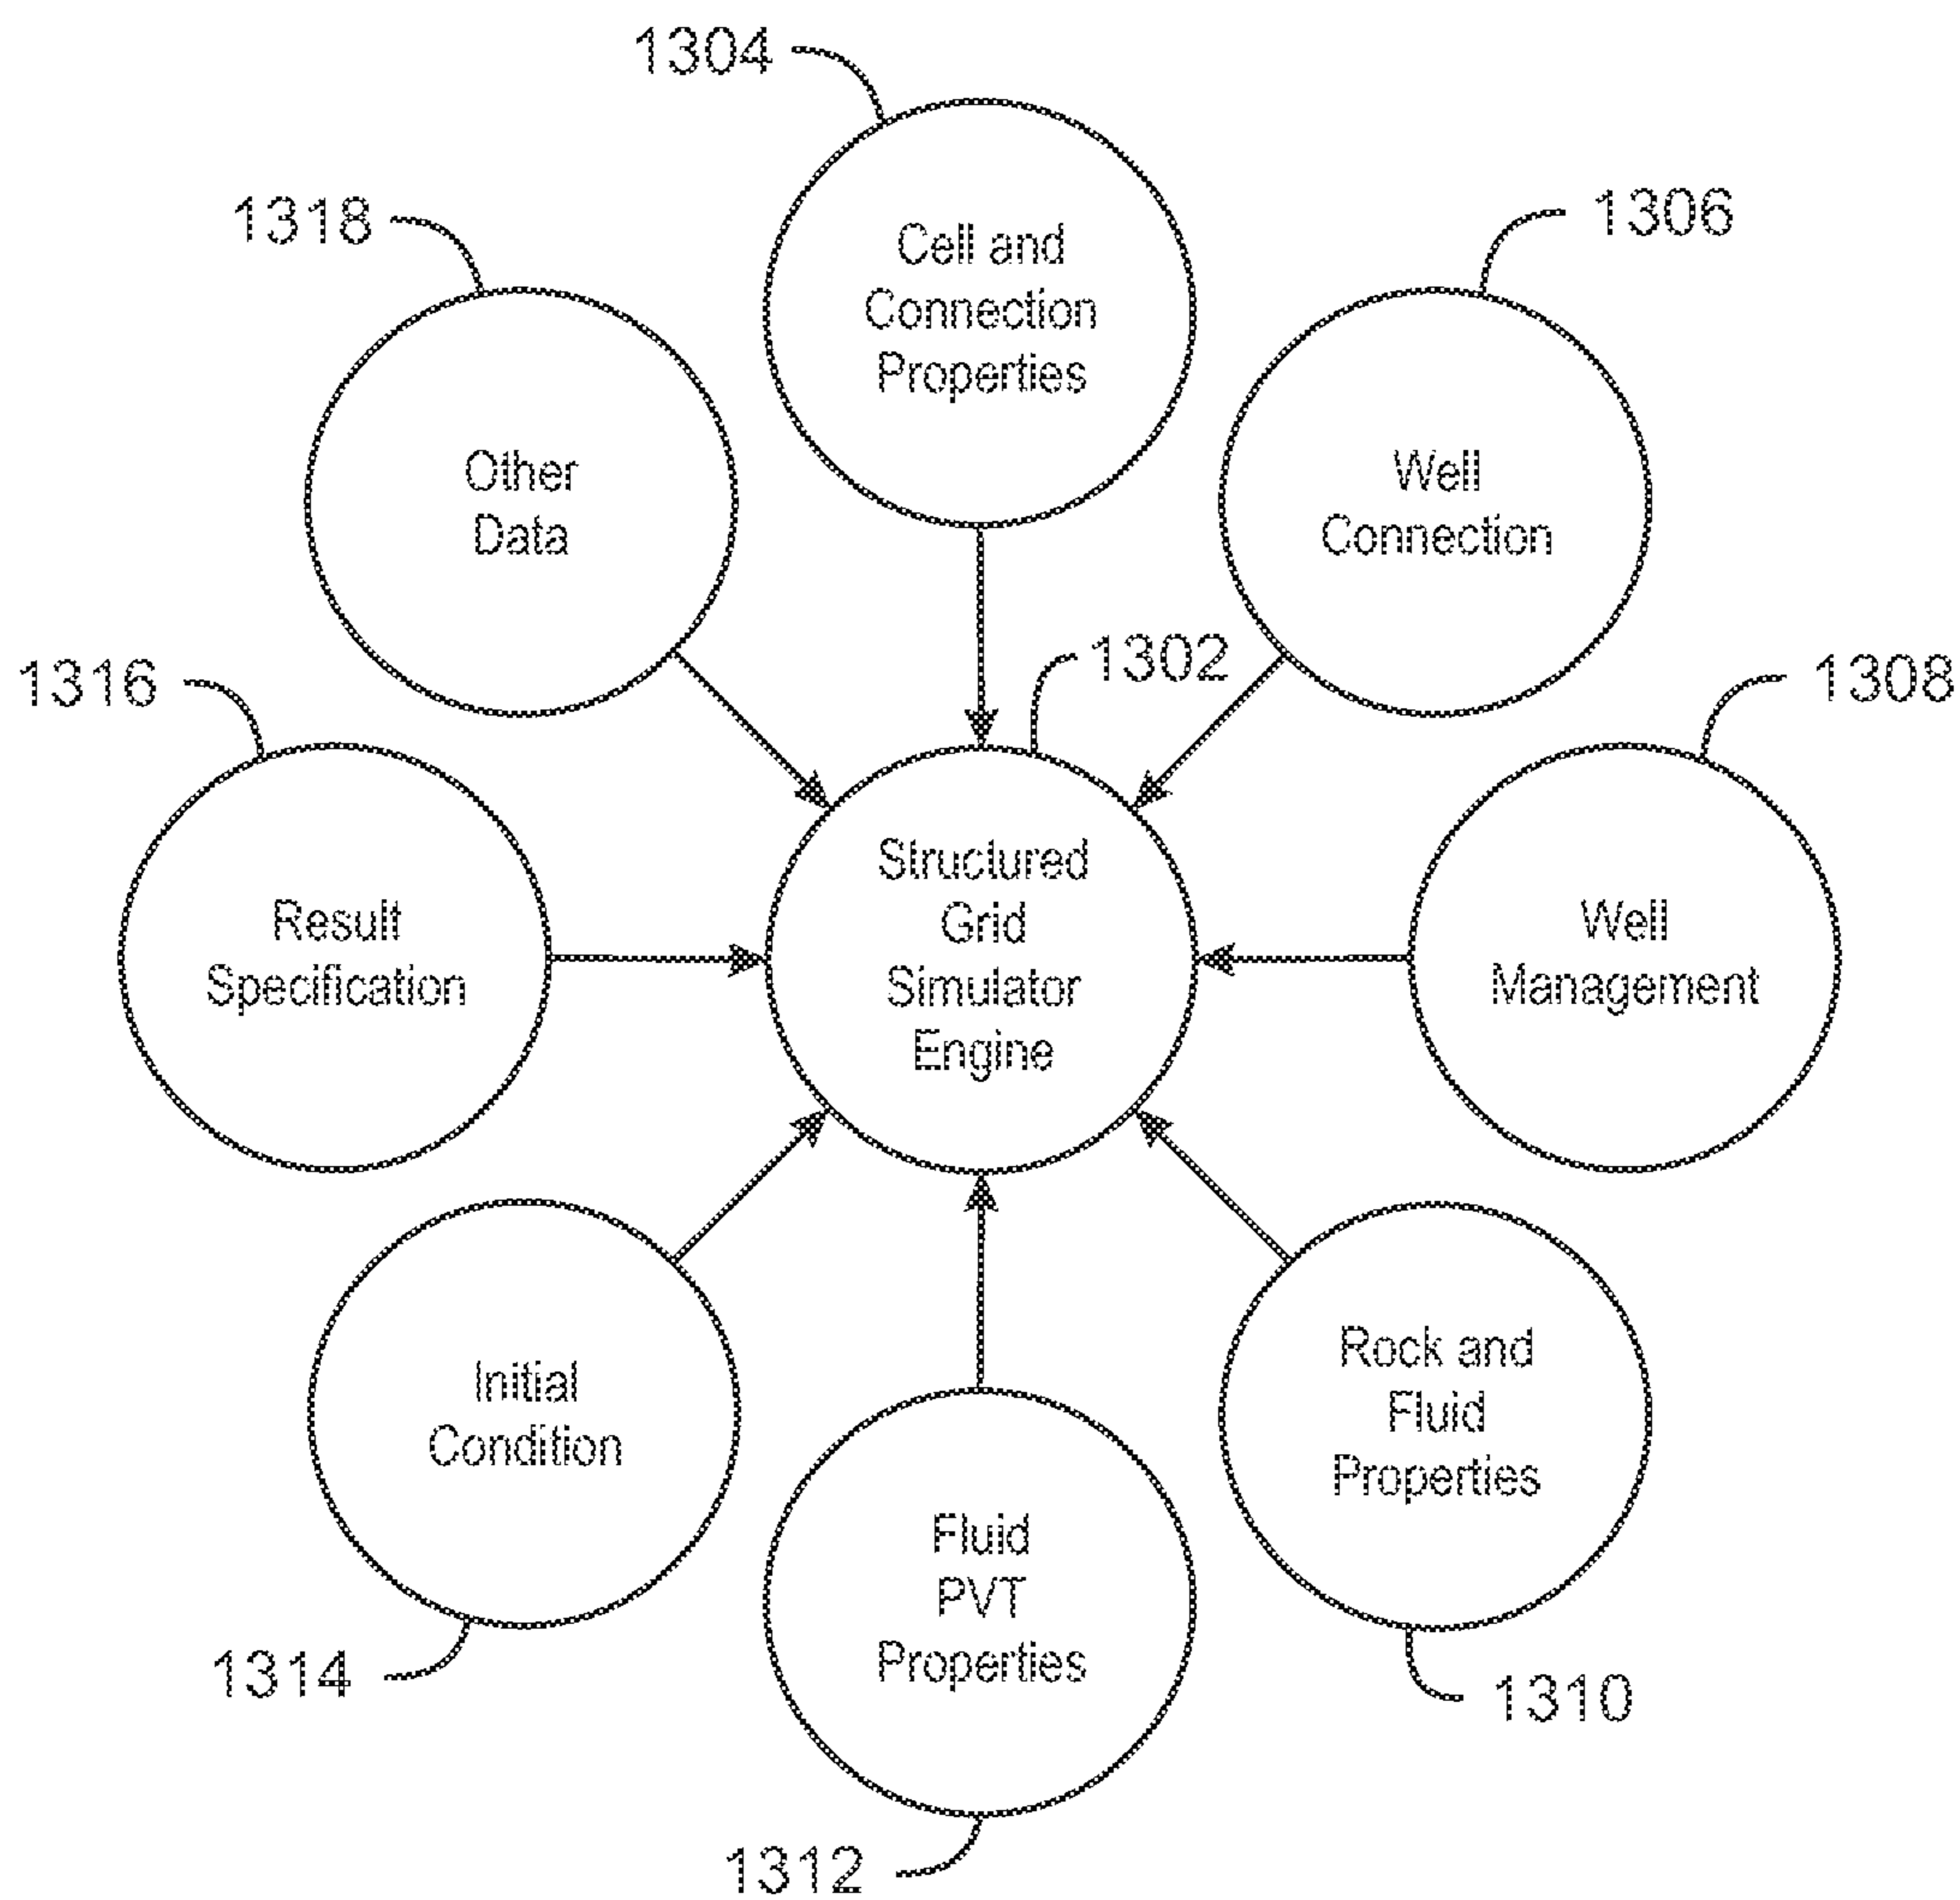 1304
Cell and
Connection
Properties
1318
Other
Data
1306
Well
Connection
1302
Structured
Grid
Simulator
Engine
1316
Result
Specification
1308
Well
Management
1314
Initial
Condition
1312
Fluid
PVT
Properties
1310
Rock and
Fluid
Properties